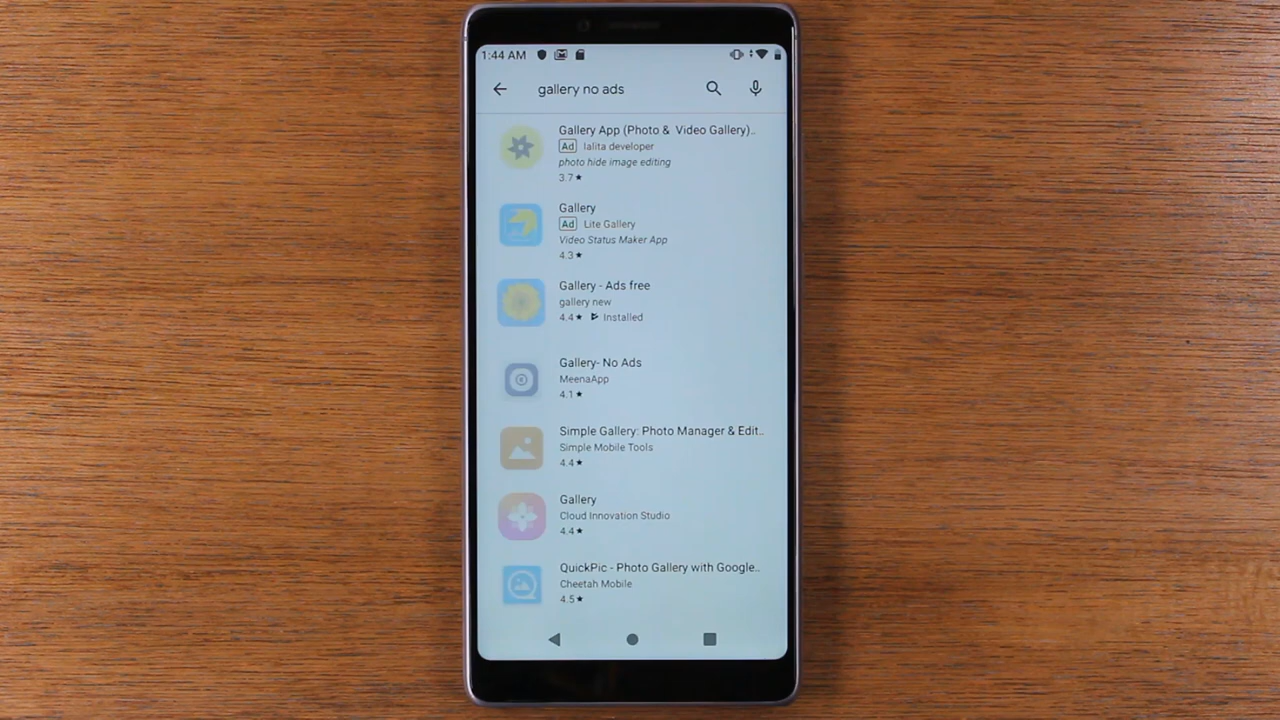 1:44 AM
gallery no ads
Gallery App (Photo & Video Gallery)..
Ad lalita developer
photo hide image editing
3.7★
Gallery
Ad Lite Gallery
Video Status Maker App
4.3★
Gallery - Ads free
gallery new
4.4★ Installed
Gallery- No Ads
MeenaApp
4.1★
Simple Gallery: Photo Manager & Edit..
Simple Mobile Tools
4.4★
Gallery
Cloud Innovation Studio
4.4★
QuickPic - Photo Gallery with Google..
Cheetah Mobile
4.5★